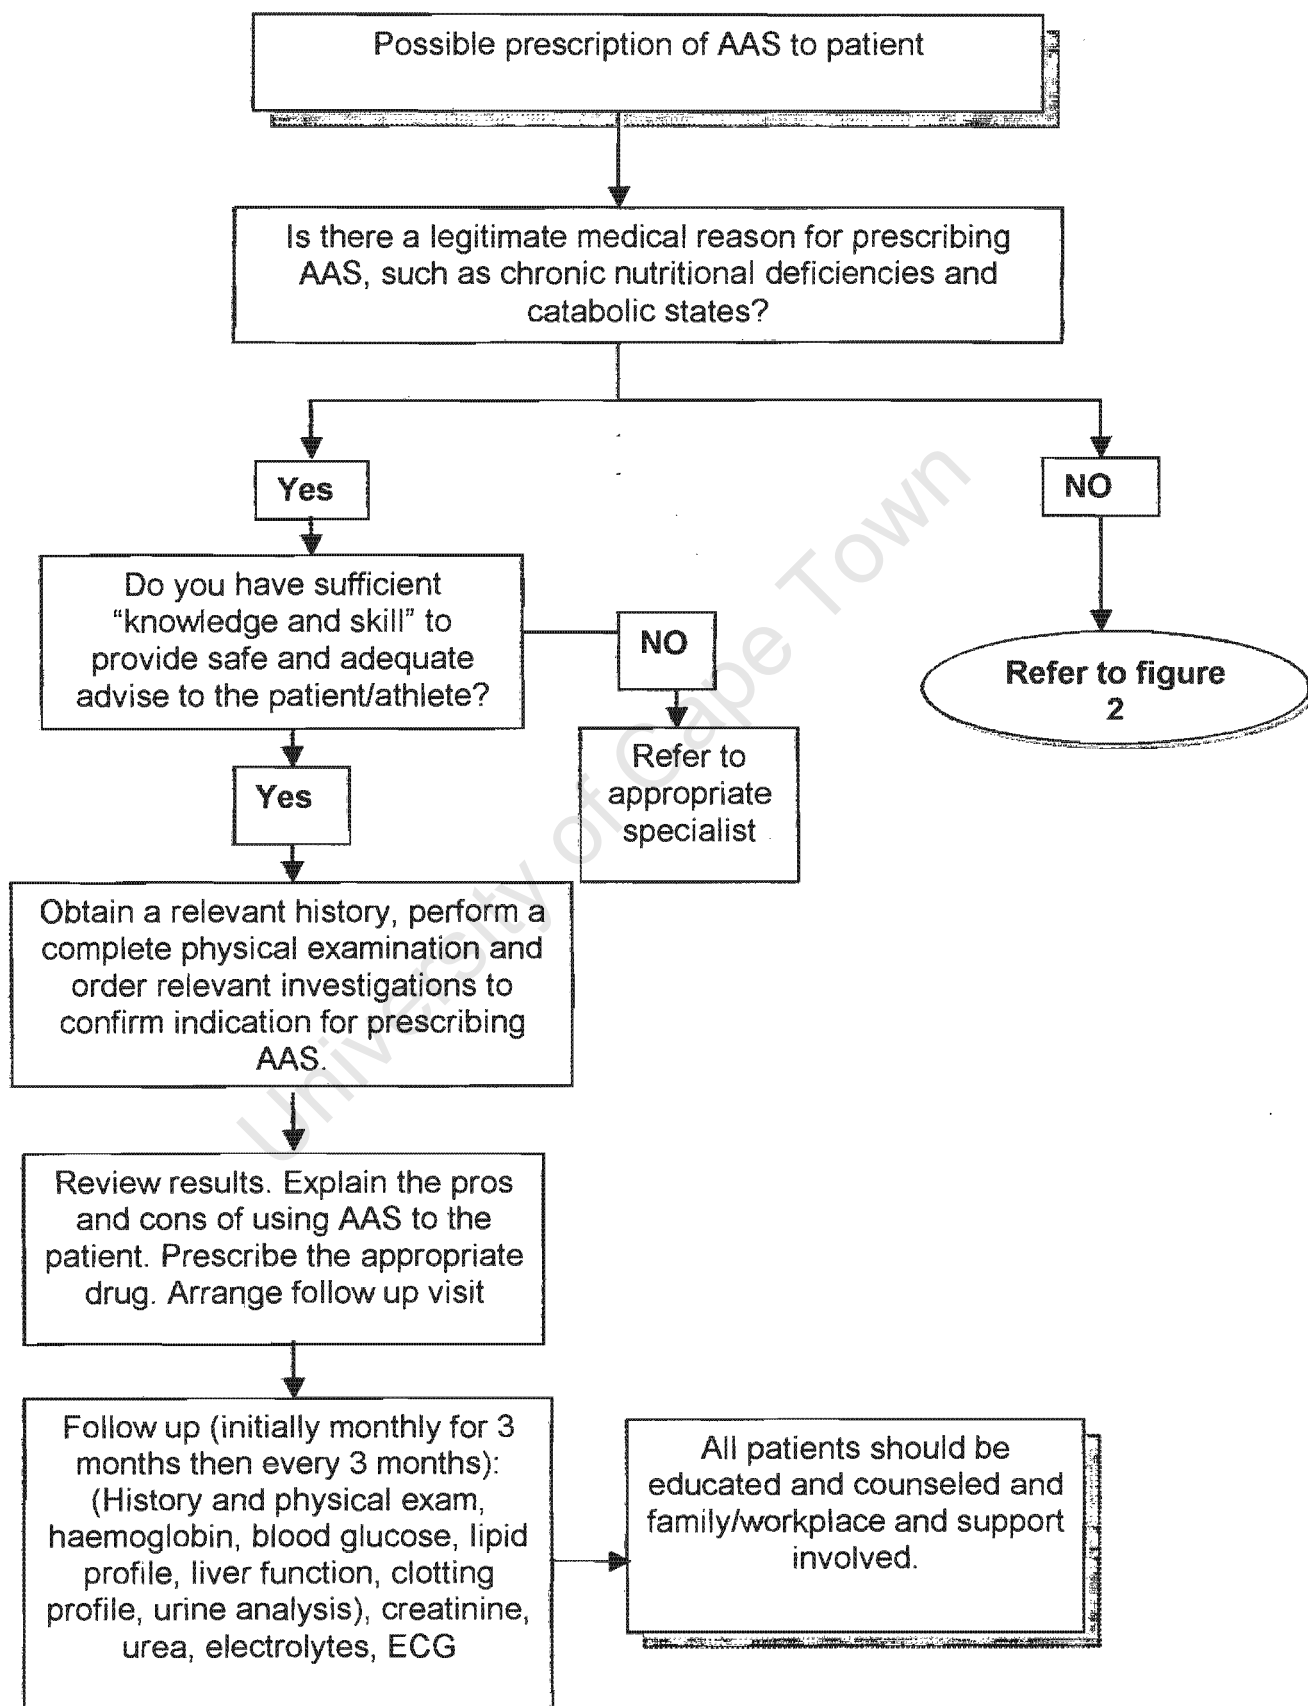 Possible prescription of AAS to patient
Is there a legitimate medical reason for prescribing
AAS, such as chronic nutritional deficiencies and
catabolic states?
Yes
NO
Do you have sufficient
“knowledge and skill” to
provide safe and adequate
advise to the patient/athlete?
NO
Refer to figure
2
Yes
Refer to
appropriate
specialist
Obtain a relevant history, perform a
complete physical examination and
order relevant investigations to
confirm indication for prescribing
AAS.
Review results. Explain the pros
and cons of using AAS to the
patient. Prescribe the appropriate
drug. Arrange follow up visit
Follow up (initially monthly for 3
months then every 3 months):
(History and physical exam,
haemoglobin, blood glucose, lipid
profile, liver function, clotting
profile, urine analysis), creatinine,
urea, electrolytes, ECG
All patients should be
educated and counseled and
family/workplace and support
involved.
University of Cape Town